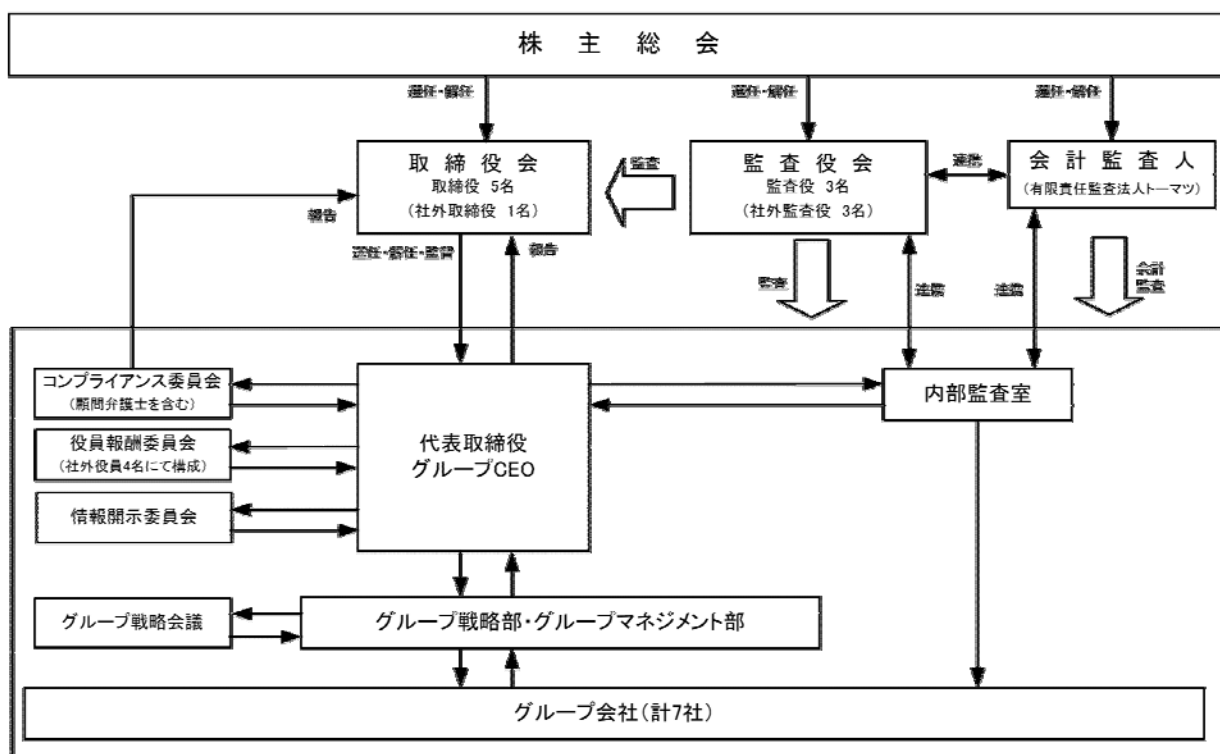 株主総会
選任・解任
選任・解任
選任・解任
取締役会
取締役 5名
(社外取締役 1名)
監査
監査役会
監査役 3名
(社外監査役 3名)
連携
会計監査人
(有限責任監査法人トーマツ)
報告
選任・解任・監督
報告
監査
連携
連携
会計
監査
コンプライアンス委員会
(顧問弁護士を含む)
役員報酬委員会
(社外役員4名にて構成)
情報開示委員会
代表取締役
グループCEO
内部監査室
グループ戦略会議
グループ戦略部・グループマネジメント部
グループ会社(計7社)